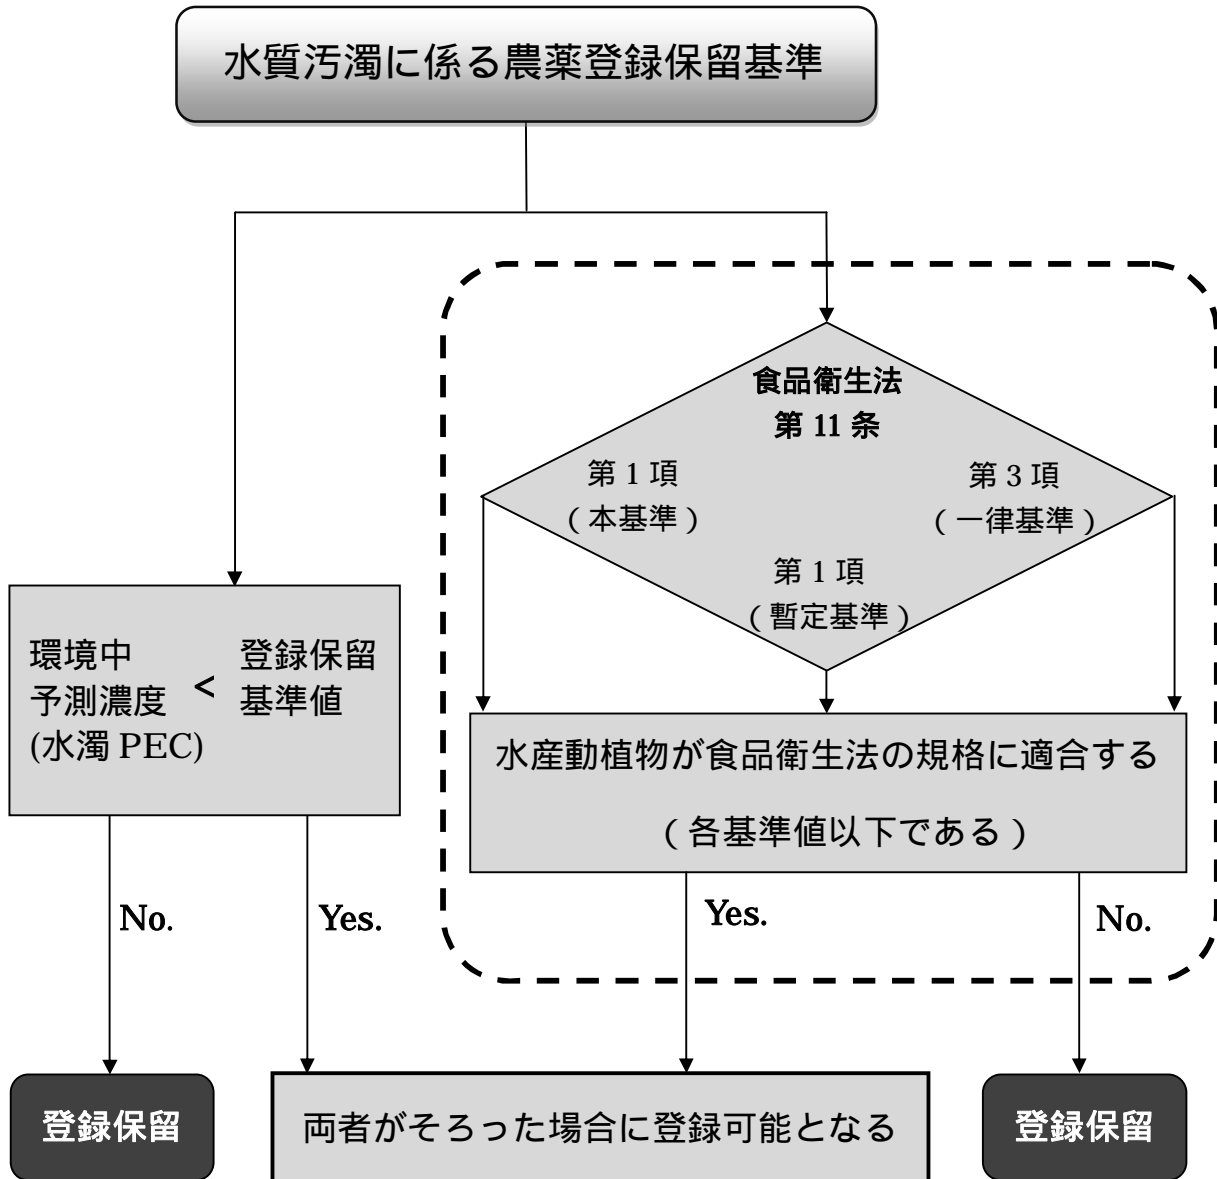 水質汚濁に係る農薬登録保留基準
食品衛生法
第 11 条
第 1 項
（本基準）
第 3 項
（一律基準）
第 1 項
（暫定基準）
環境中
予測濃度
(水濁 PEC)
<
登録保留
基準値
水産動植物が食品衛生法の規格に適合する
（各基準値以下である）
No.
Yes.
Yes.
No.
登録保留
両者がそろった場合に登録可能となる
登録保留